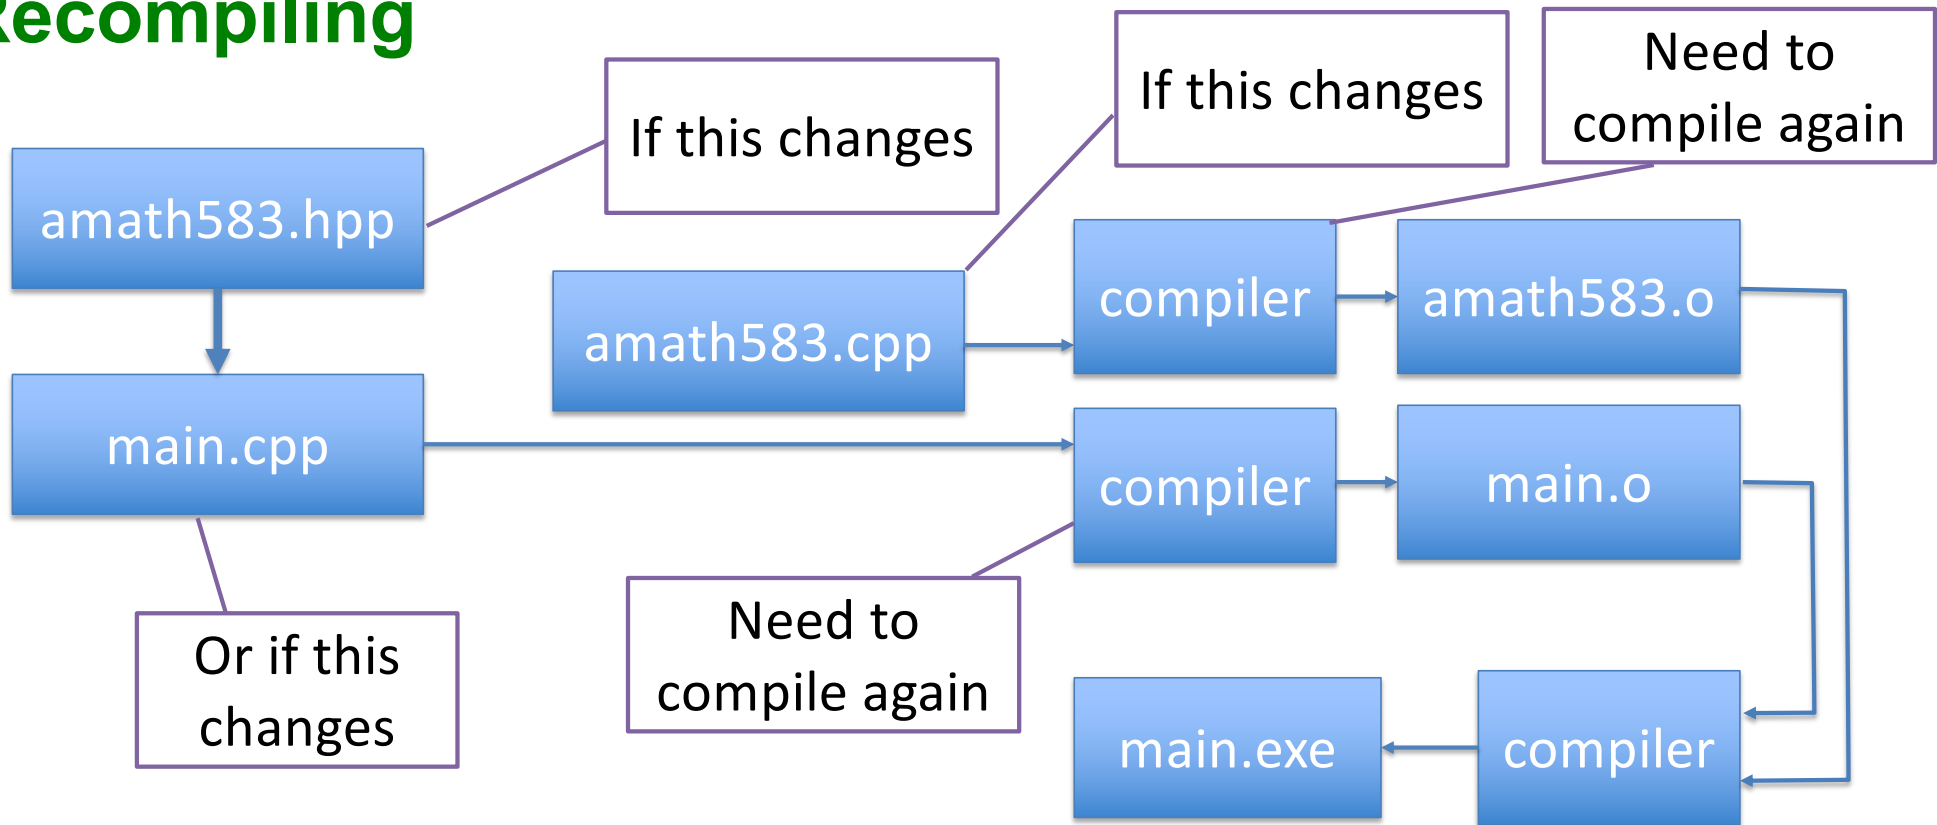 Recompiling
If this changes
If this changes
Need to
compile again
amath583.hpp
amath583.cpp
compiler
amath583.o
main.cpp
compiler
main.o
Or if this
changes
Need to
compile again
main.exe
compiler